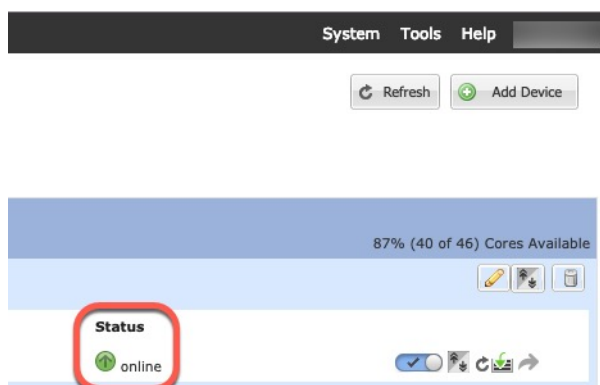 System Tools Help
Refresh Add Device
87% (40 of 46) Cores Available
Status
online